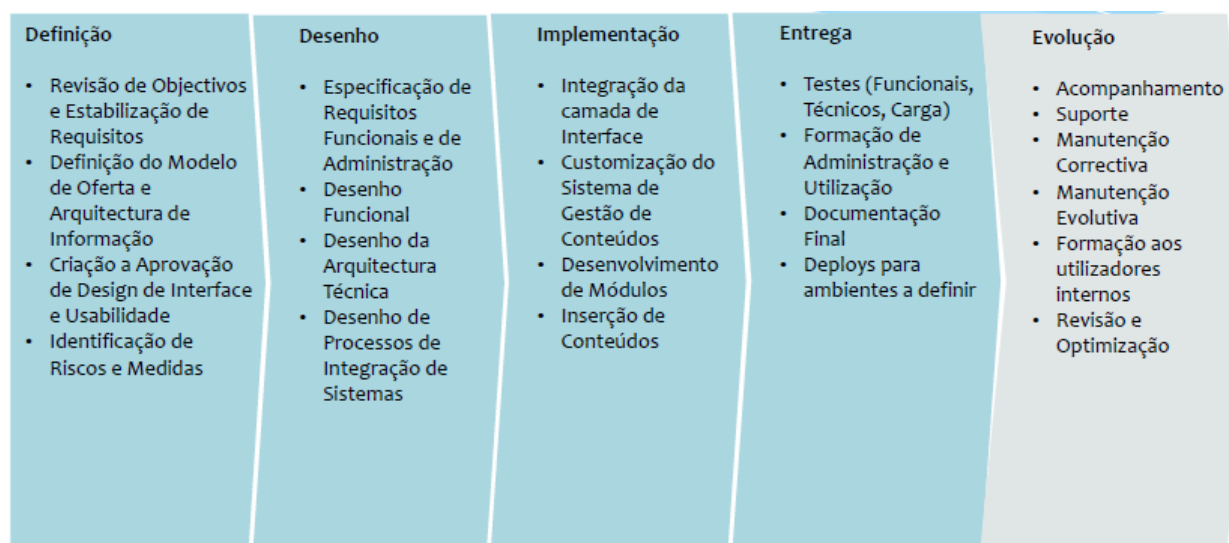 Definição
• Revisão de Objectivos
e Estabilização de
Requisitos
• Definição do Modelo
de Oferta e
Arquitectura de
Informação
• Criação a Aprovação
de Design de Interface
e Usabilidade
• Identificação de
Riscos e Medidas
Desenho
• Especificação de
Requisitos
Funcionais e de
Administração
• Desenho
Funcional
• Desenho da
Arquitectura
Técnica
• Desenho de
Processos de
Integração de
Sistemas
Implementação
• Integração da
camada de
Interface
• Customização do
Sistema de
Gestão de
Conteúdos
• Desenvolvimento
de Módulos
• Inserção de
Conteúdos
Entrega
• Testes (Funcionais,
Técnicos, Carga)
• Formação de
Administração e
Utilização
• Documentação
Final
• Deploys para
ambientes a definir
Evolução
• Acompanhamento
• Suporte
• Manutenção
Correctiva
• Manutenção
Evolutiva
• Formação aos
utilizadores
internos
• Revisão e
Optimização